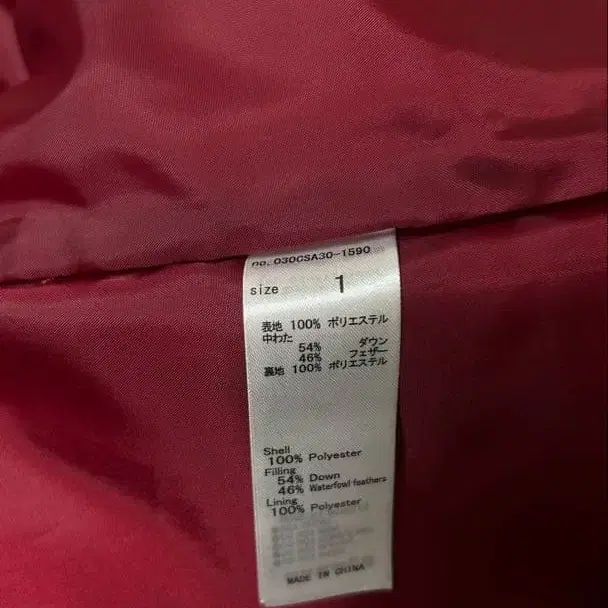 no. 030CSA30-1590
size 1
表地 100% ポリエステル
中わた
54% ダウン
46% フェザー
裏地 100% ポリエステル
Shell
100% Polyester
Filling
54% Down
46% Waterfowl feathers
Lining
100% Polyester
MADE IN CHINA